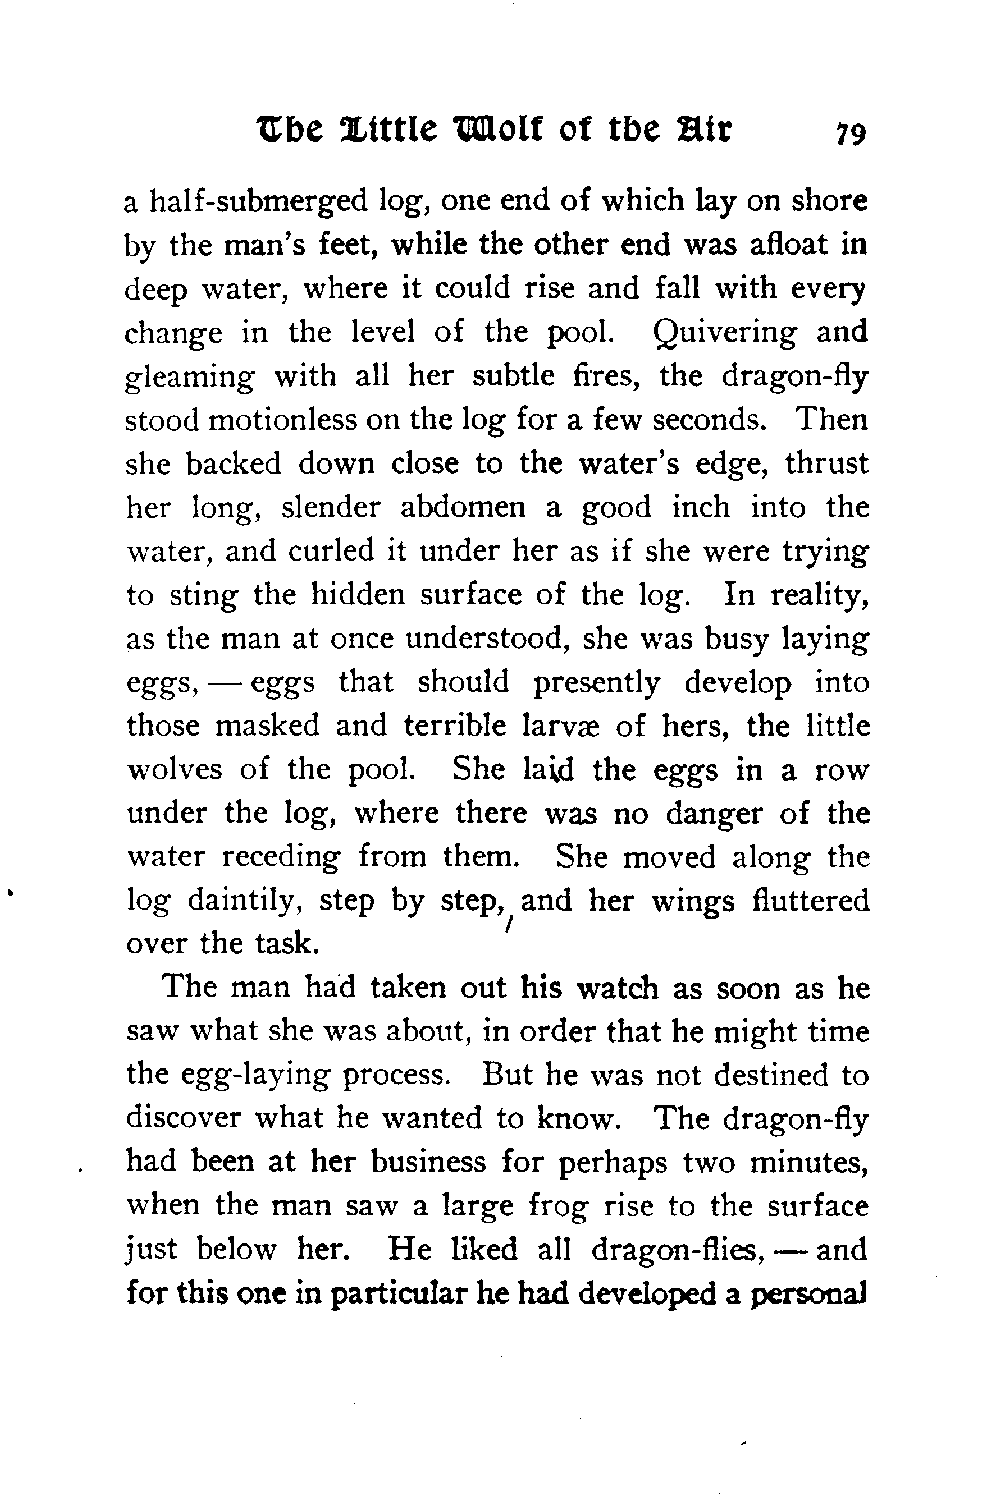 The Little Wolf of the Air 79
a half-submerged log, one end of which lay on shore
by the man's feet, while the other end was afloat in
deep water, where it could rise and fall with every
change in the level of the pool. Quivering and
gleaming with all her subtle fires, the dragon-fly
stood motionless on the log for a few seconds. Then
she backed down close to the water's edge, thrust
her long, slender abdomen a good inch into the
water, and curled it under her as if she were trying
to sting the hidden surface of the log. In reality,
as the man at once understood, she was busy laying
eggs, — eggs that should presently develop into
those masked and terrible larvæ of hers, the little
wolves of the pool. She laid the eggs in a row
under the log, where there was no danger of the
water receding from them. She moved along the
log daintily, step by step, and her wings fluttered
over the task.
The man had taken out his watch as soon as he
saw what she was about, in order that he might time
the egg-laying process. But he was not destined to
discover what he wanted to know. The dragon-fly
had been at her business for perhaps two minutes,
when the man saw a large frog rise to the surface
just below her. He liked all dragon-flies, — and
for this one in particular he had developed a personal